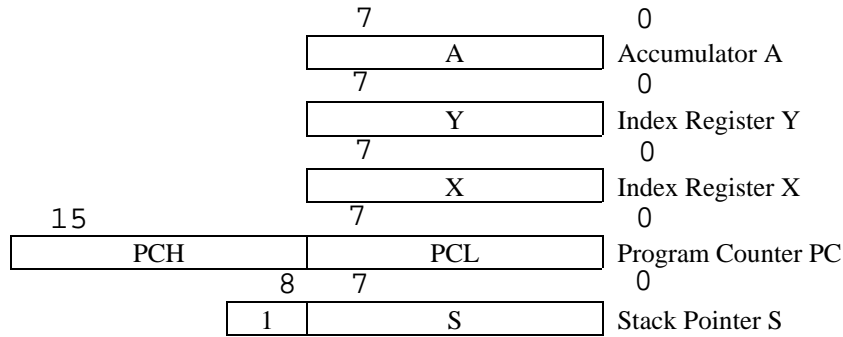 7 0
A Accumulator A
7 0
Y Index Register Y
7 0
X Index Register X
15 7 0
PCH PCL Program Counter PC
8 7 0
1 S Stack Pointer S